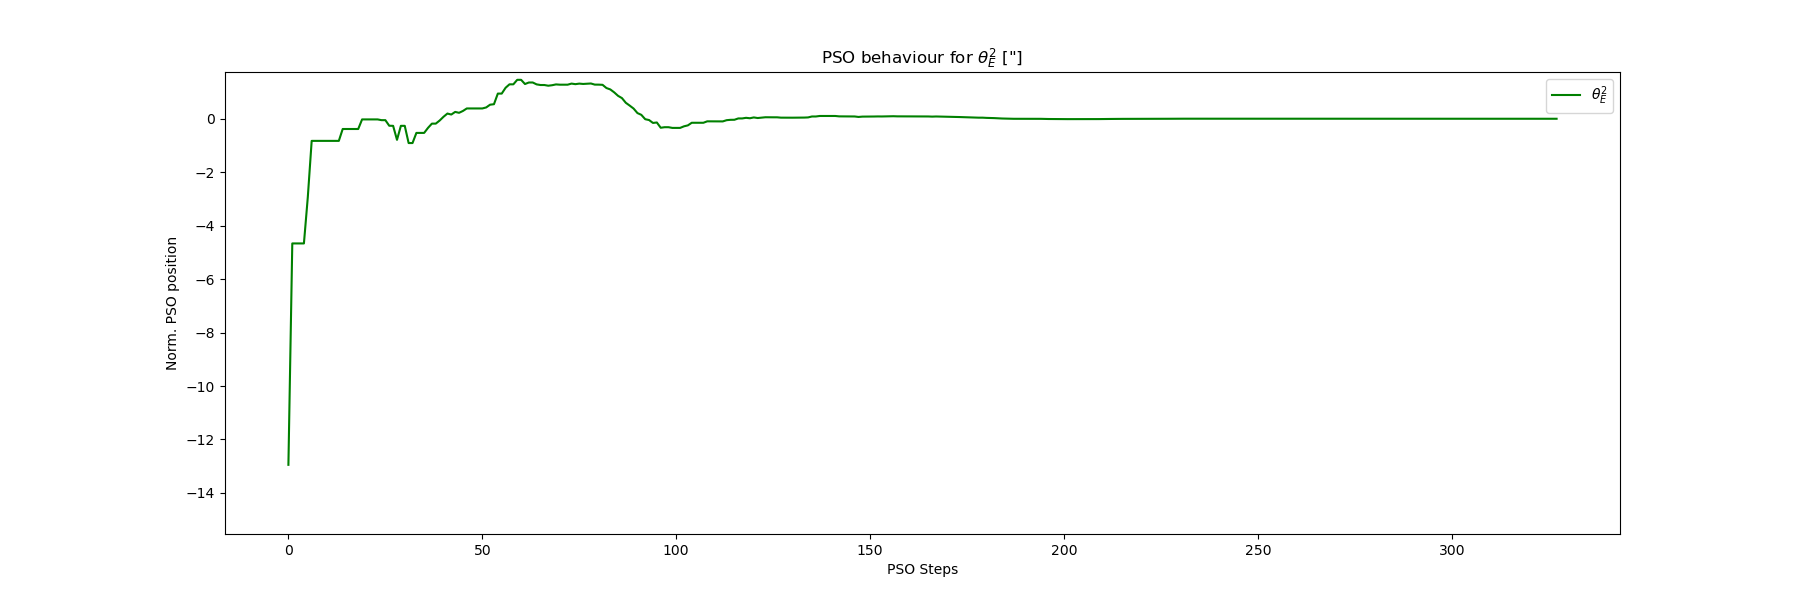 PSO behaviour for θ_E^2 ["]
θ_E^2
Norm. PSO position
0
−2
−4
−6
−8
−10
−12
−14
0 50 100 150 200 250 300
PSO Steps